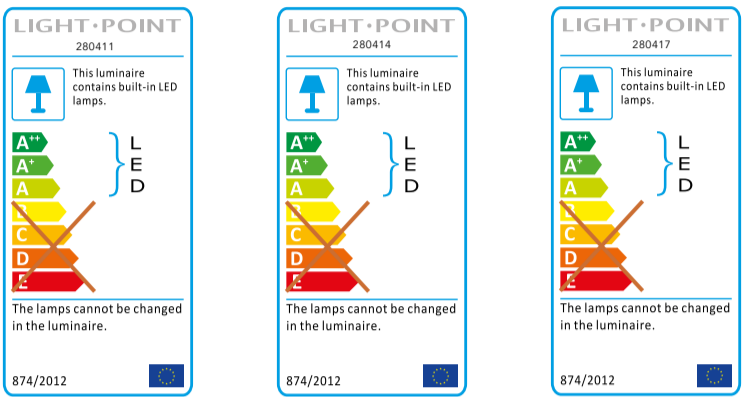 LIGHT·POINT
280411
This luminaire
contains built-in LED
lamps.
A++
A+
A
B
C
D
E
L
E
D
The lamps cannot be changed
in the luminaire.
874/2012
LIGHT·POINT
280414
This luminaire
contains built-in LED
lamps.
A++
A+
A
B
C
D
E
L
E
D
The lamps cannot be changed
in the luminaire.
874/2012
LIGHT·POINT
280417
This luminaire
contains built-in LED
lamps.
A++
A+
A
B
C
D
E
L
E
D
The lamps cannot be changed
in the luminaire.
874/2012